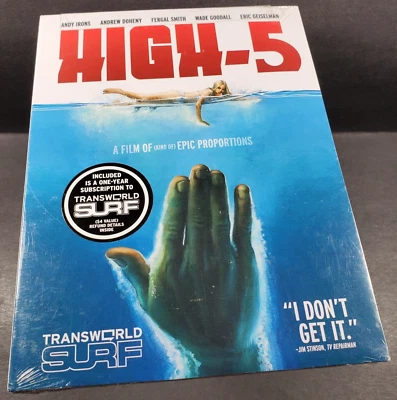 ANDY IRONS ANDREW DOHENY FERGAL SMITH WADE GOODALL ERIC GEISELMAN
HIGH-5
A FILM OF (KIND OF) EPIC PROPORTIONS
INCLUDED
IS A ONE-YEAR
SUBSCRIPTION TO
TRANSWORLD
SURF
($4 VALUE)
REFUND DETAILS
INSIDE
"I DON'T
GET IT."
-JIM STINSON, TV REPAIRMAN
TRANSWORLD
SURF